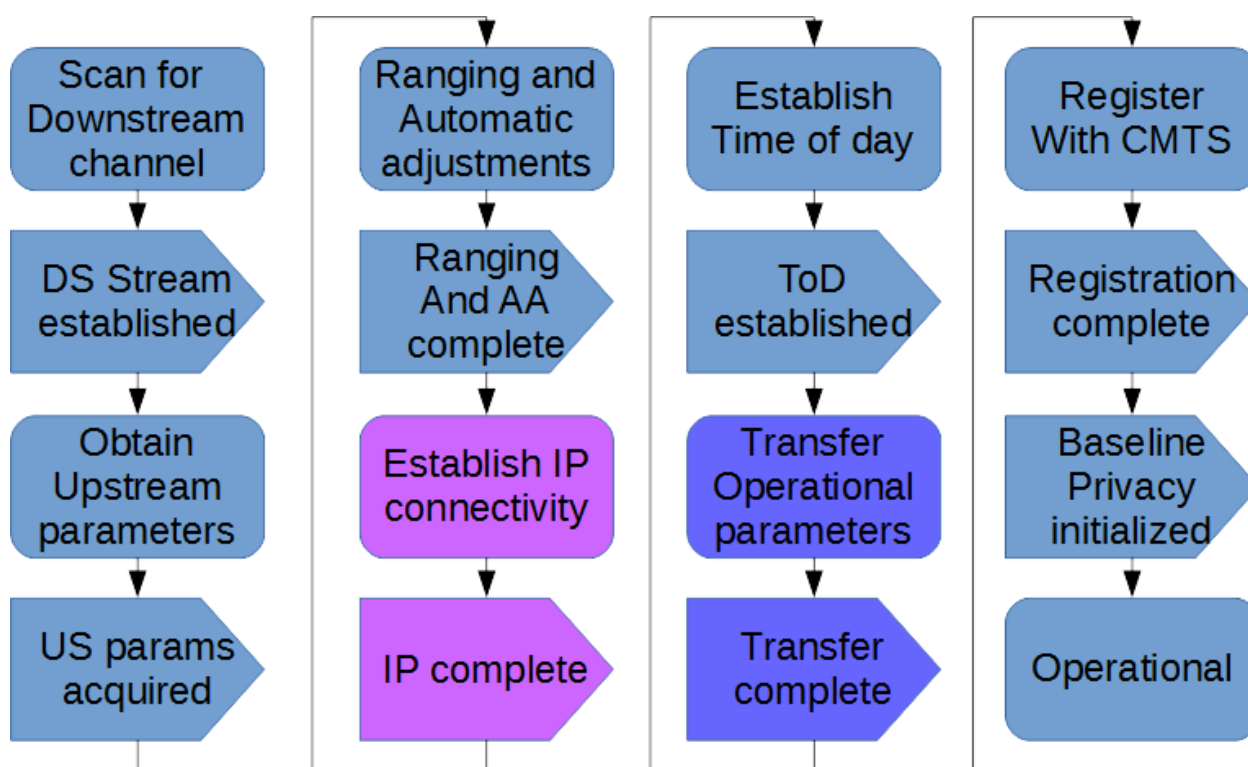 Scan for
Downstream
channel
DS Stream
established
Obtain
Upstream
parameters
US params
acquired
Ranging and
Automatic
adjustments
Ranging
And AA
complete
Establish IP
connectivity
IP complete
Establish
Time of day
ToD
established
Transfer
Operational
parameters
Transfer
complete
Register
With CMTS
Registration
complete
Baseline
Privacy
initialized
Operational